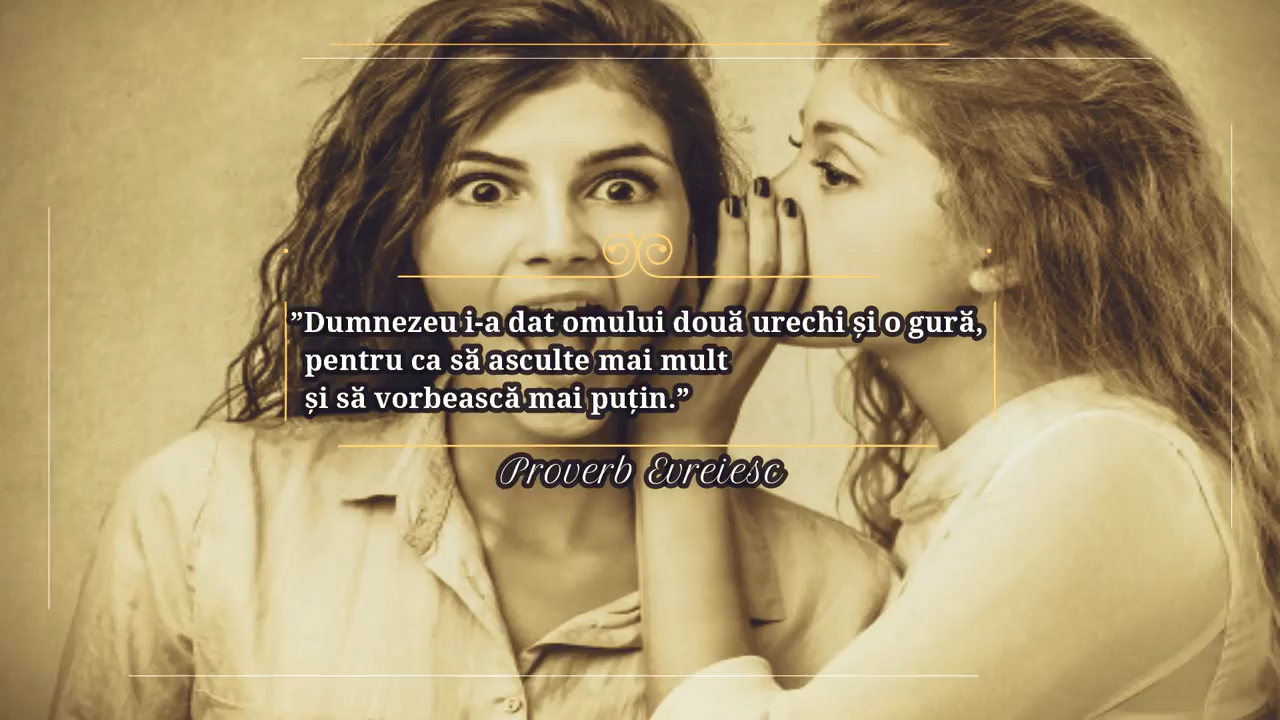 ”Dumnezeu i-a dat omului două urechi și o gură,
pentru ca să asculte mai mult
și să vorbească mai puțin.”
Proverb Evreiesc